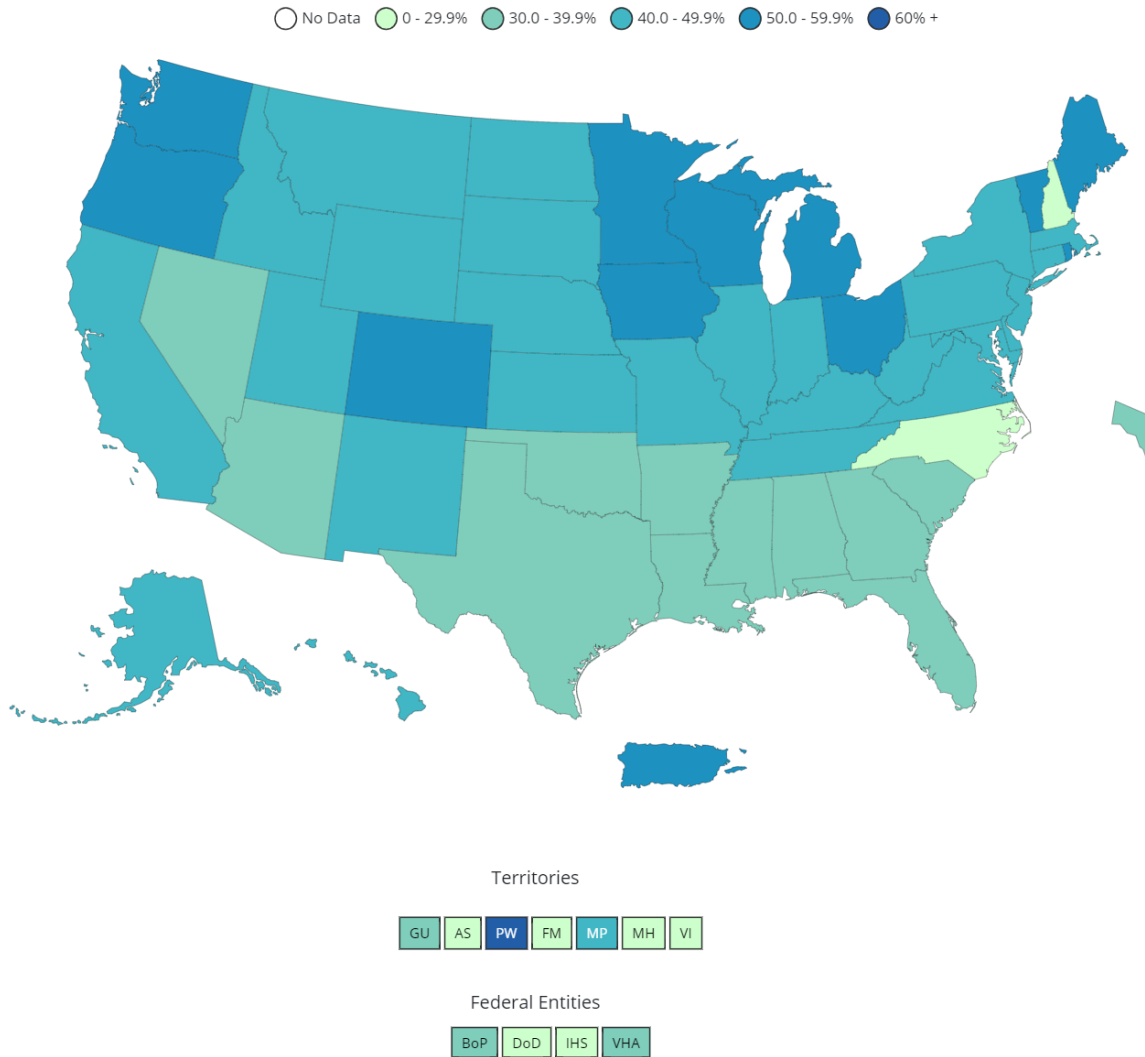 No Data 0 - 29.9% 30.0 - 39.9% 40.0 - 49.9% 50.0 - 59.9% 60% +
Territories
GU AS PW FM MP MH VI
Federal Entities
BoP DoD IHS VHA